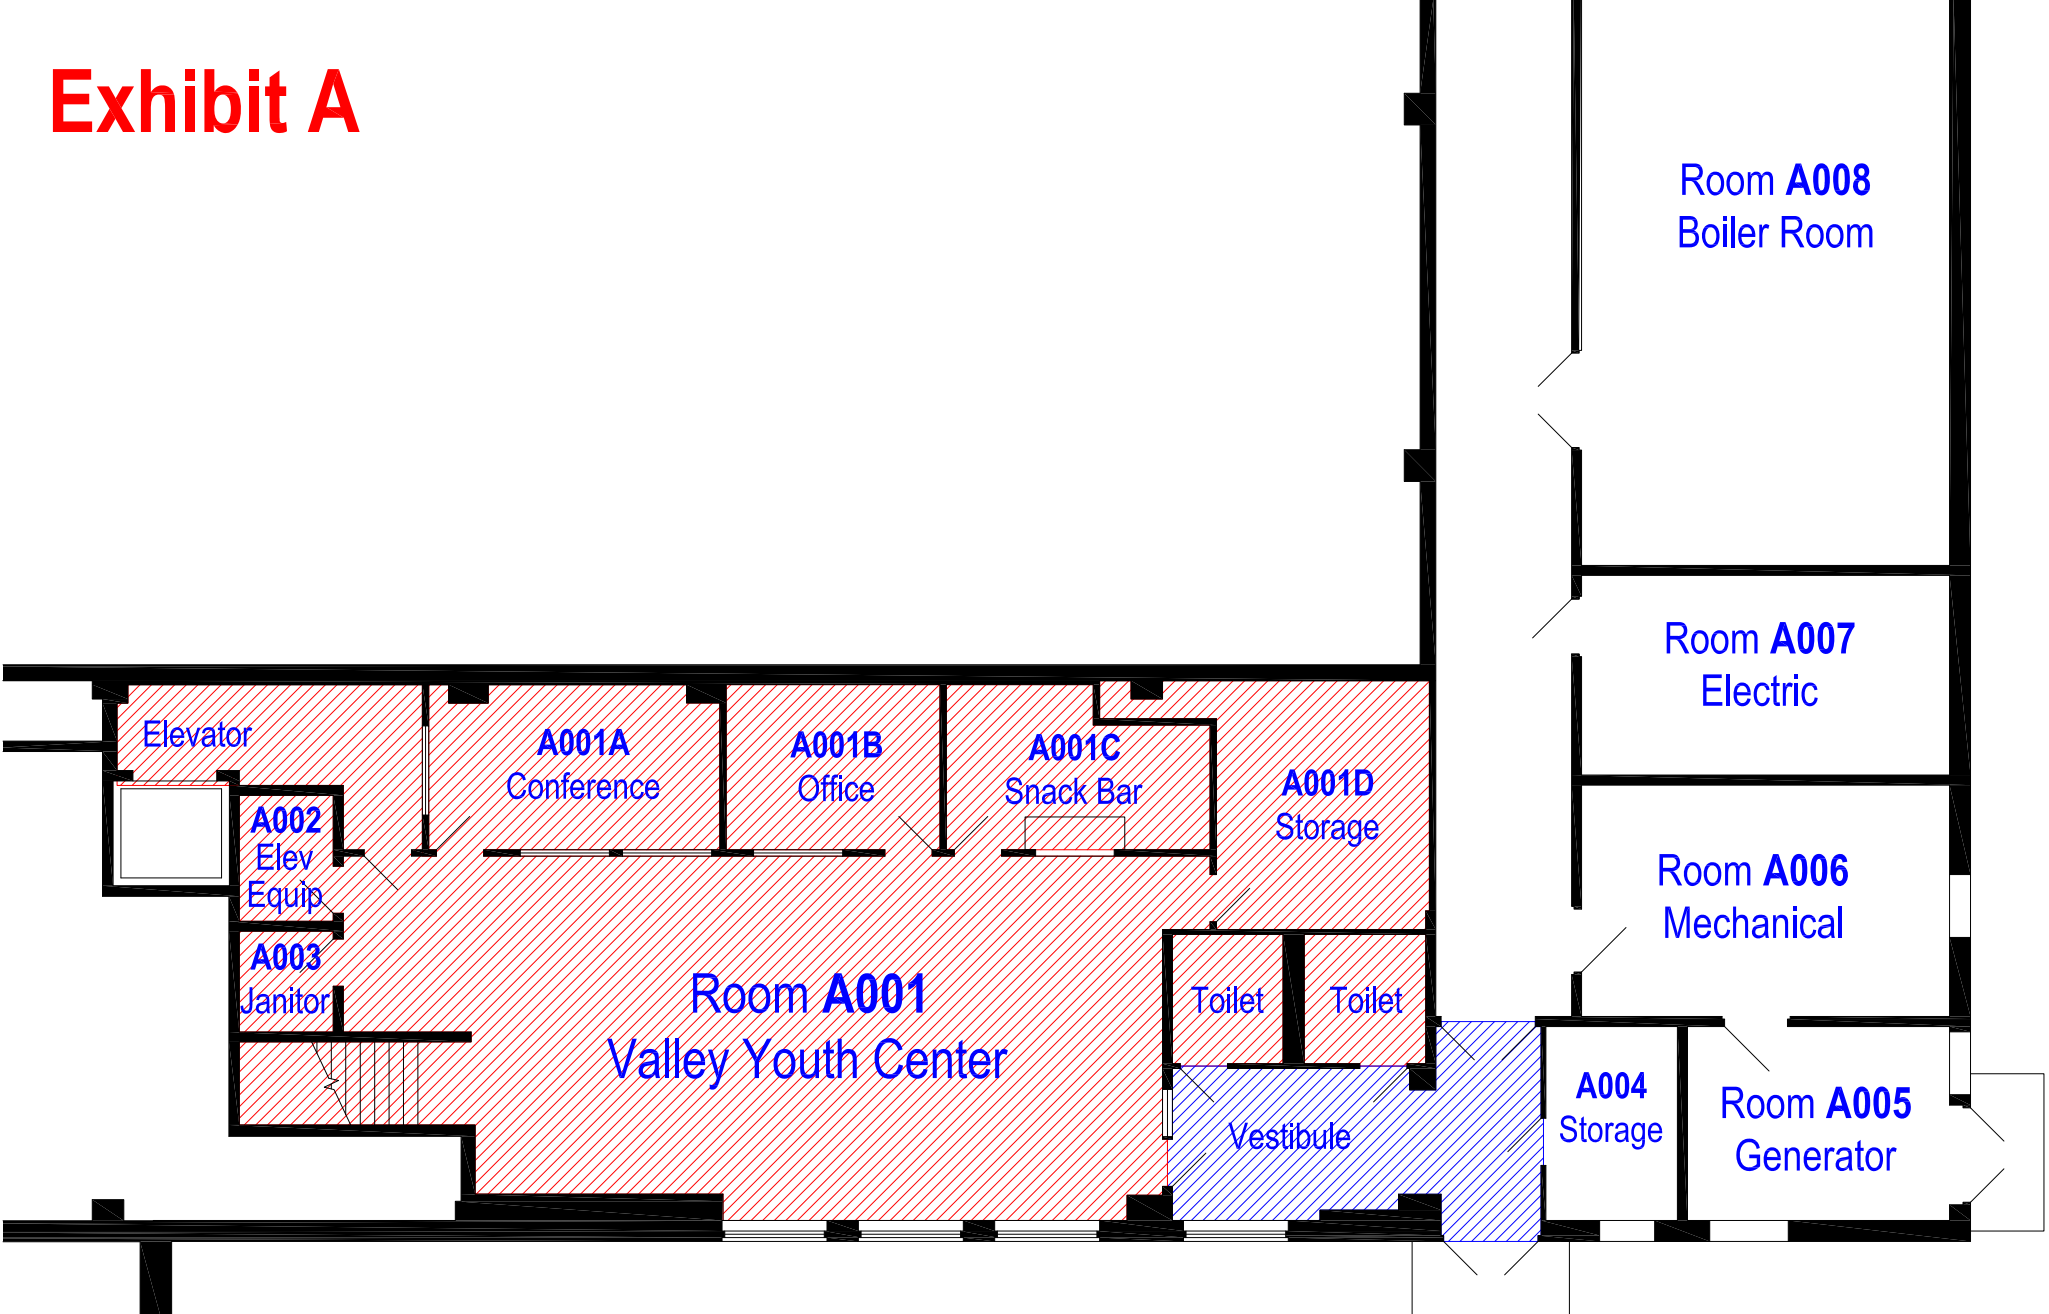 Exhibit A
Room A008
Boiler Room
Room A007
Electric
Elevator
A001A
Conference
A001B
Office
A001C
Snack Bar
A001D
Storage
A002
Elev
Equip
Room A006
Mechanical
A003
Janitor
Room A001
Valley Youth Center
Toilet
Toilet
Vestibule
A004
Storage
Room A005
Generator